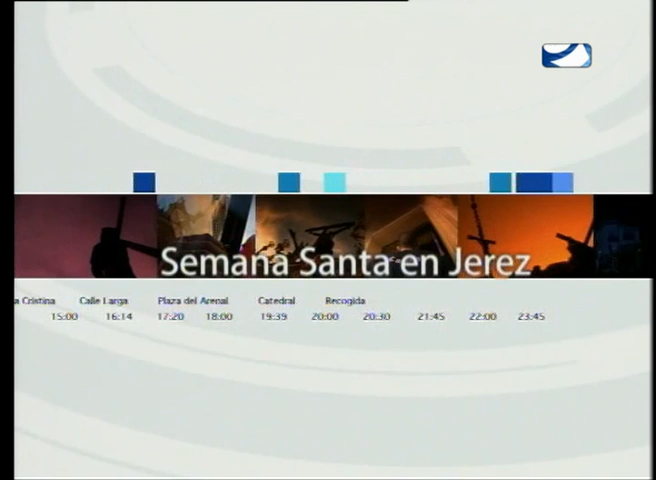 Semana Santa en Jerez
a Cristina Calle Larga Plaza del Arenal Catedral Recogida
15:00 16:14 17:20 18:00 19:39 20:00 20:30 21:45 22:00 23:45